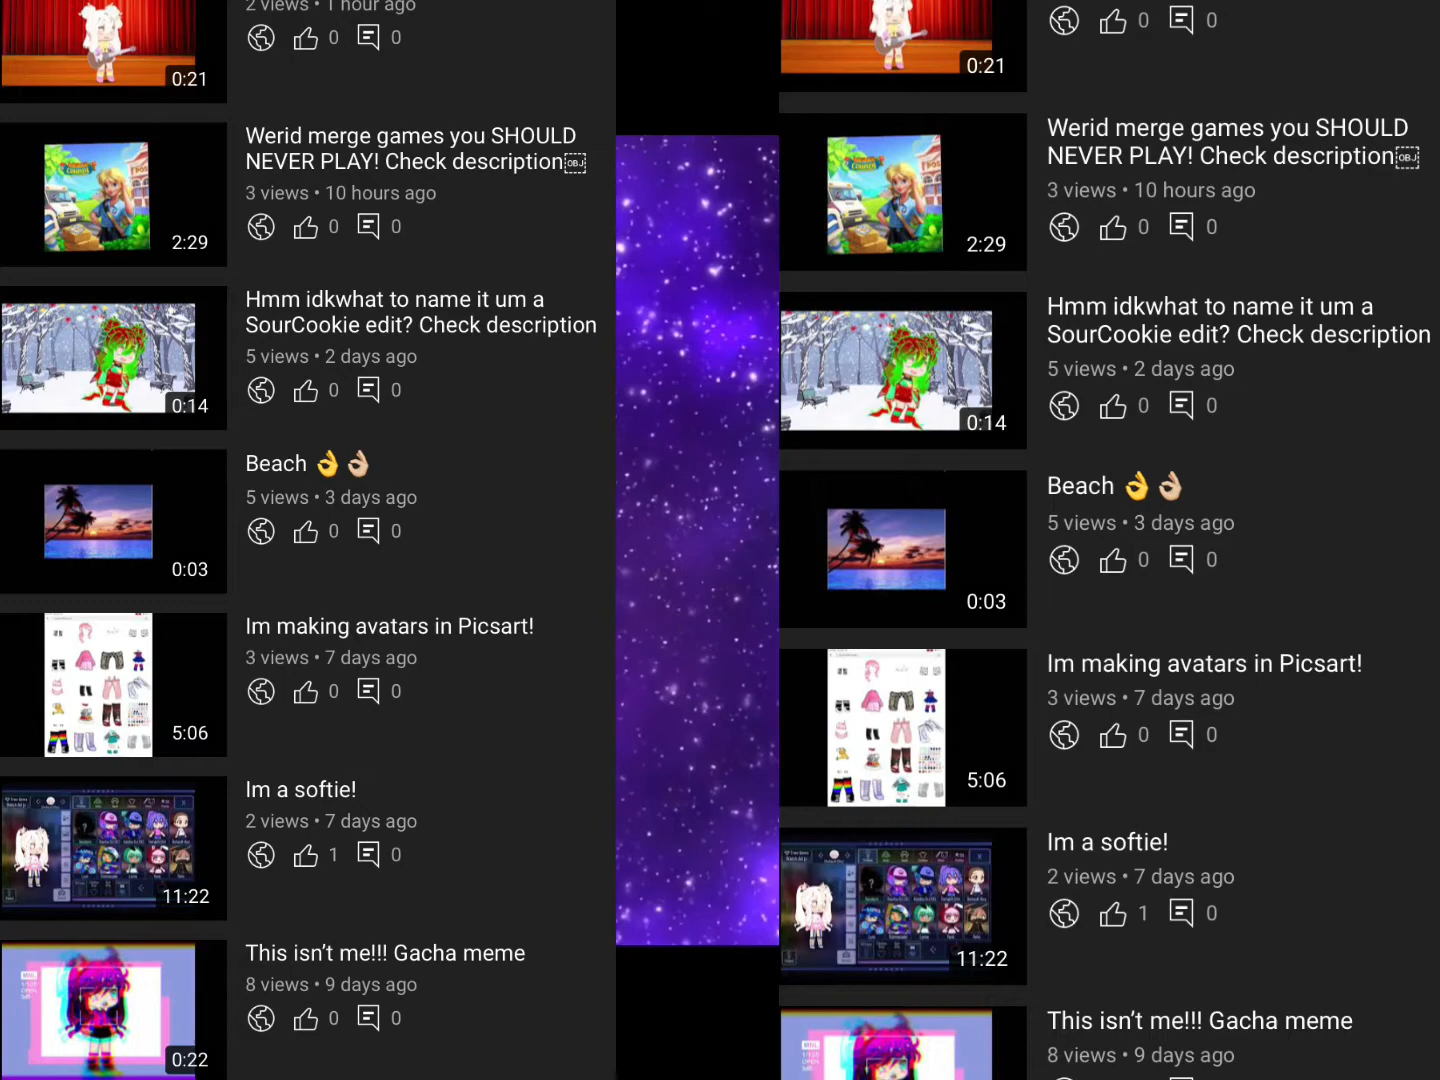 2 views • 1 hour ago
0 0
0:21
Werid merge games you SHOULD
NEVER PLAY! Check description￼
3 views • 10 hours ago
0 0
2:29
Hmm idkwhat to name it um a
SourCookie edit? Check description
5 views • 2 days ago
0 0
0:14
Beach 👌👌🏼
5 views • 3 days ago
0 0
0:03
Im making avatars in Picsart!
3 views • 7 days ago
0 0
5:06
Im a softie!
2 views • 7 days ago
1 0
11:22
This isn’t me!!! Gacha meme
8 views • 9 days ago
0 0
0:22
0 0
0:21
Werid merge games you SHOULD
NEVER PLAY! Check description￼
3 views • 10 hours ago
0 0
2:29
Hmm idkwhat to name it um a
SourCookie edit? Check description
5 views • 2 days ago
0 0
0:14
Beach 👌👌🏼
5 views • 3 days ago
0 0
0:03
Im making avatars in Picsart!
3 views • 7 days ago
0 0
5:06
Im a softie!
2 views • 7 days ago
1 0
11:22
This isn’t me!!! Gacha meme
8 views • 9 days ago